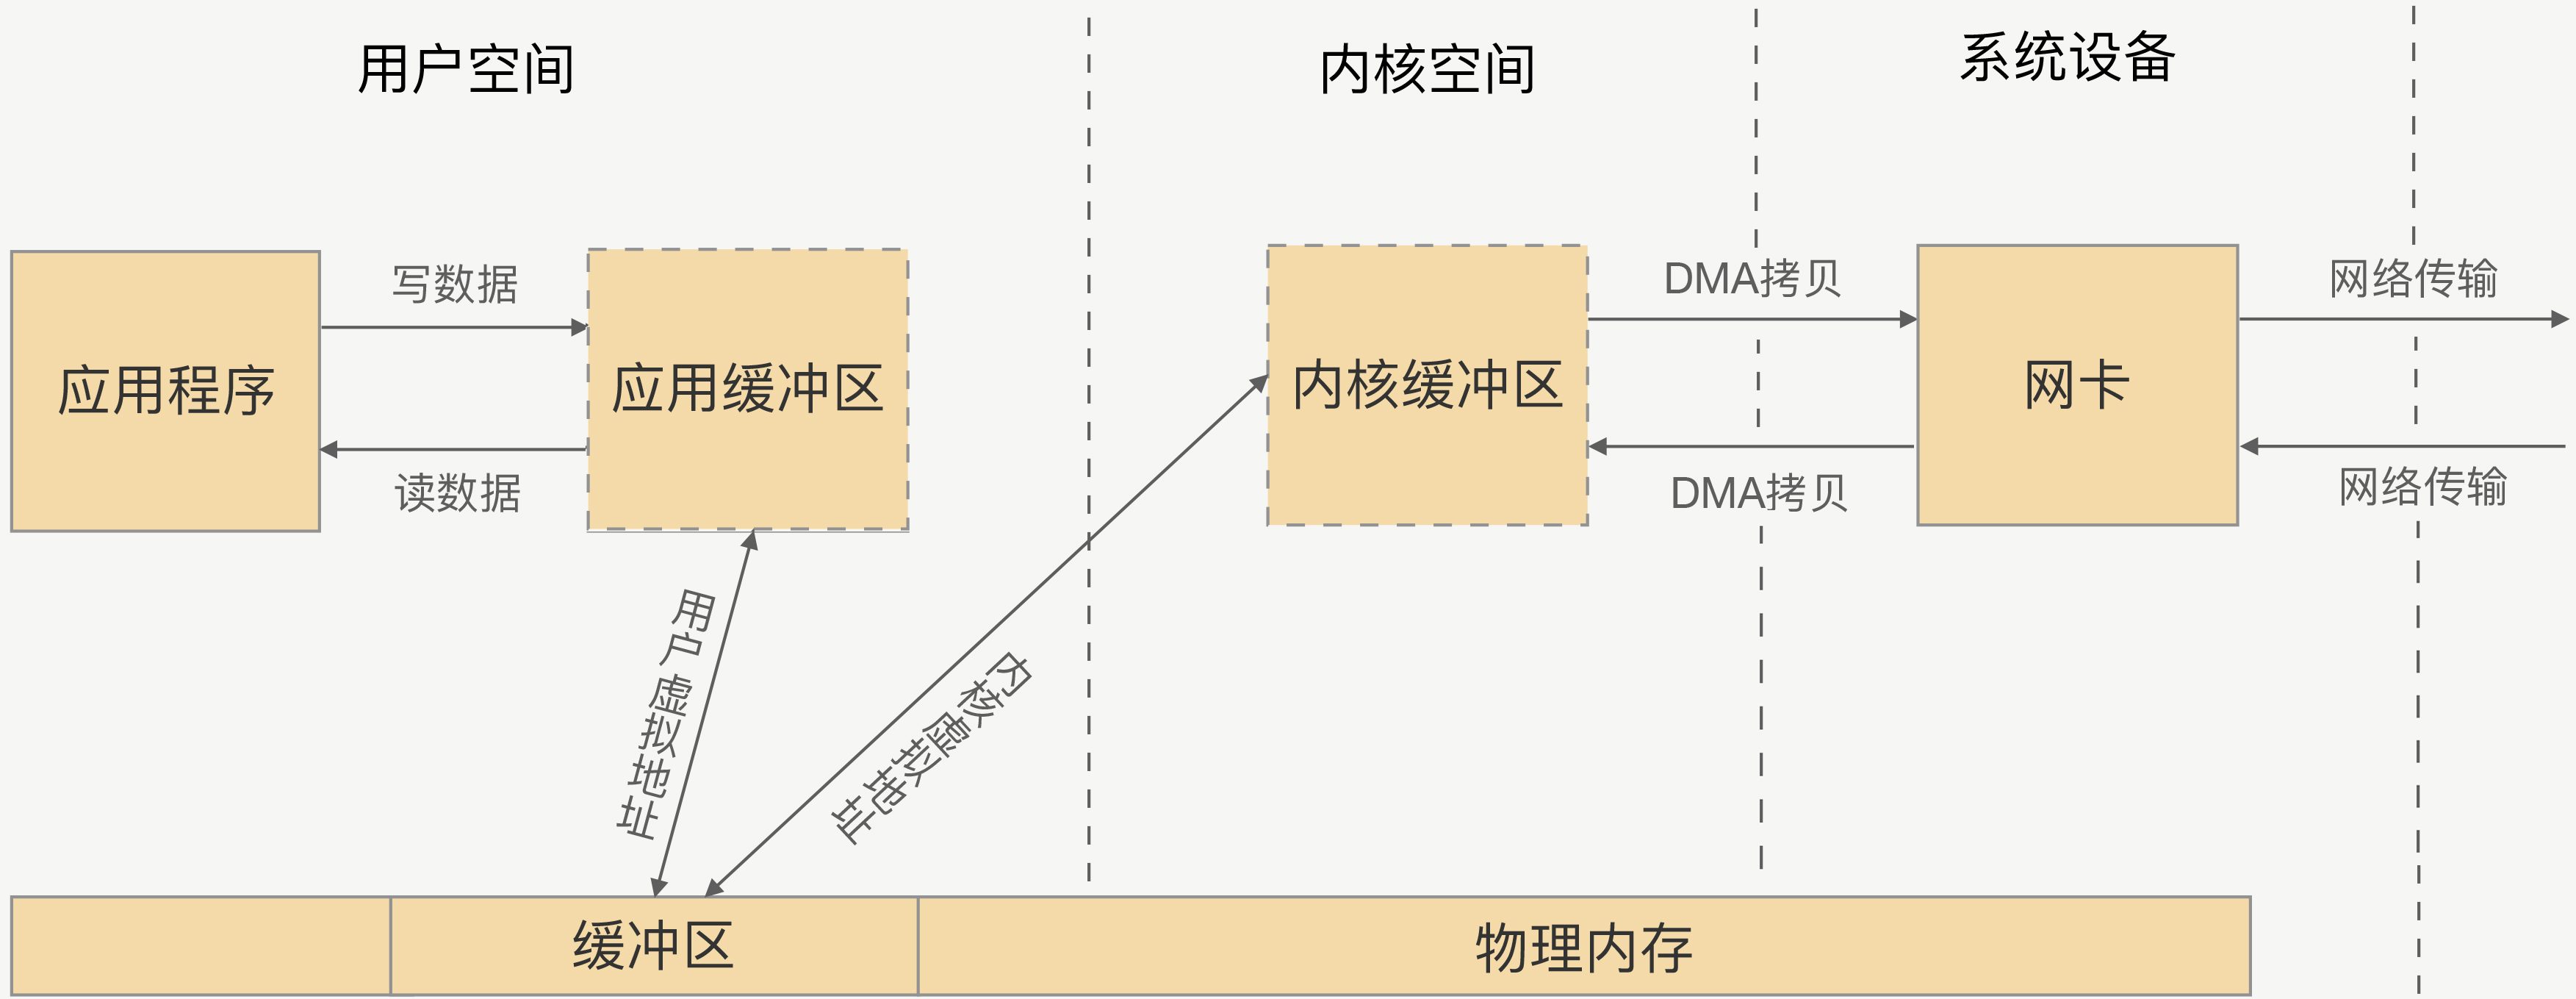 用户空间
内核空间
系统设备
应用程序
写数据
读数据
应用缓冲区
内核缓冲区
DMA拷贝
DMA拷贝
网卡
网络传输
网络传输
用户虚拟地址
内核虚拟地址
缓冲区
物理内存